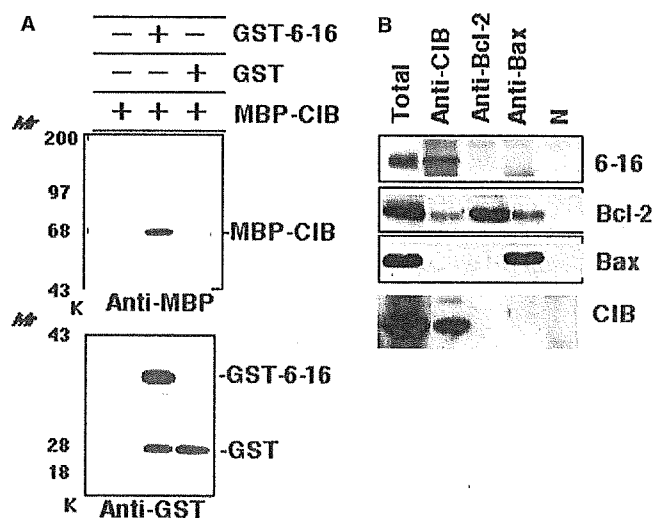 A
− + − GST-6-16
− − + GST
+ + + MBP-CIB
Mr
200
97
68
43
K
-MBP-CIB
Anti-MBP
Mr
43
28
18
K
-GST-6-16
-GST
Anti-GST
B
Total
Anti-CIB
Anti-Bcl-2
Anti-Bax
N
6-16
Bcl-2
Bax
CIB